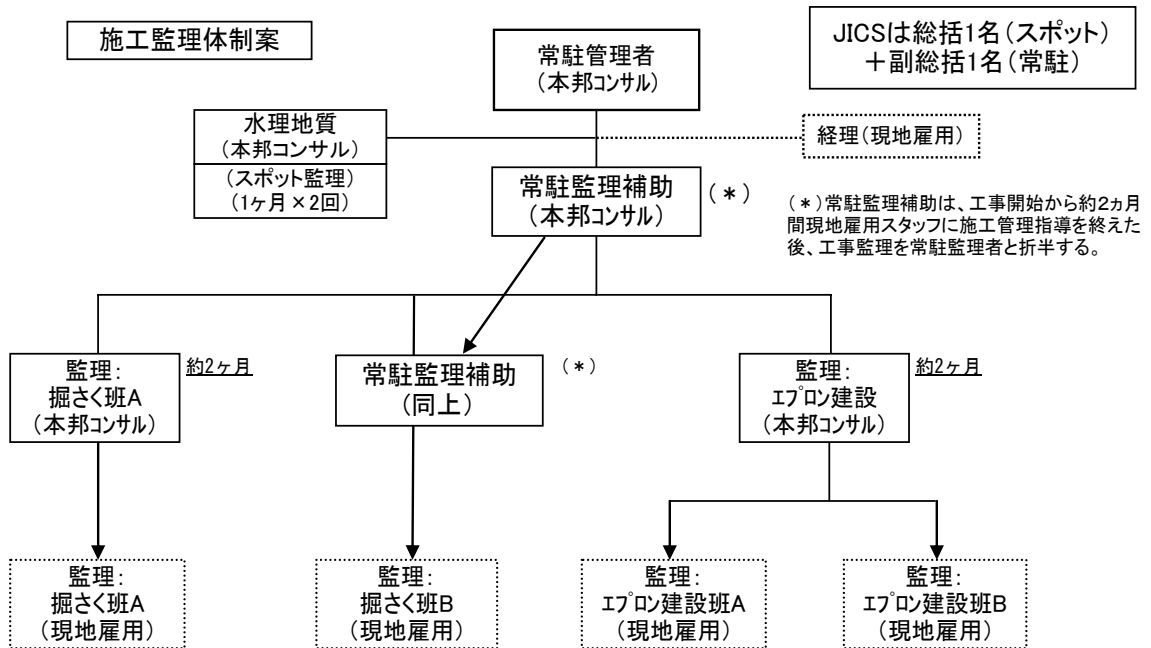 施工監理体制案
常駐管理者
(本邦コンサル)
JICSは総括1名(スポット)
+副総括1名(常駐)
水理地質
(本邦コンサル)
(スポット監理)
(1ヶ月×2回)
経理(現地雇用)
常駐監理補助
(本邦コンサル)
(*)
(*)常駐監理補助は、工事開始から約2ヵ月
間現地雇用スタッフに施工管理指導を終えた
後、工事監理を常駐監理者と折半する。
監理:
掘さく班A
(本邦コンサル)
約2ヶ月
常駐監理補助
(同上)
(*)
監理:
エプロン建設
(本邦コンサル)
約2ヶ月
監理:
掘さく班A
(現地雇用)
監理:
掘さく班B
(現地雇用)
監理:
エプロン建設班A
(現地雇用)
監理:
エプロン建設班B
(現地雇用)